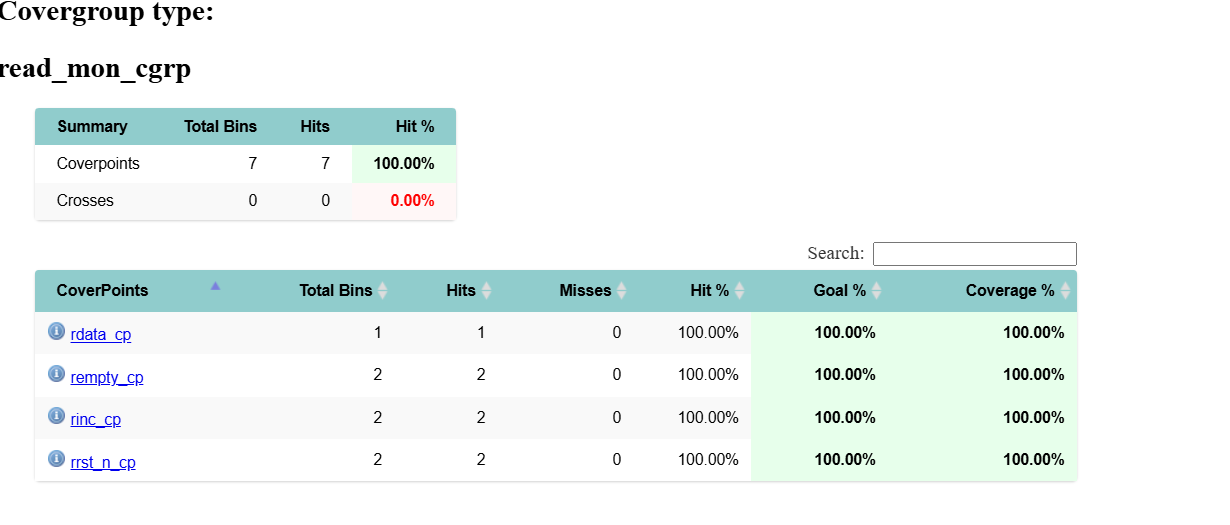 Covergroup type:
read_mon_cgrp
Summary Total Bins Hits Hit %
Coverpoints 7 7 100.00%
Crosses 0 0 0.00%
Search:
CoverPoints Total Bins Hits Misses Hit % Goal % Coverage %
rdata_cp 1 1 0 100.00% 100.00% 100.00%
rempty_cp 2 2 0 100.00% 100.00% 100.00%
rinc_cp 2 2 0 100.00% 100.00% 100.00%
rrst_n_cp 2 2 0 100.00% 100.00% 100.00%